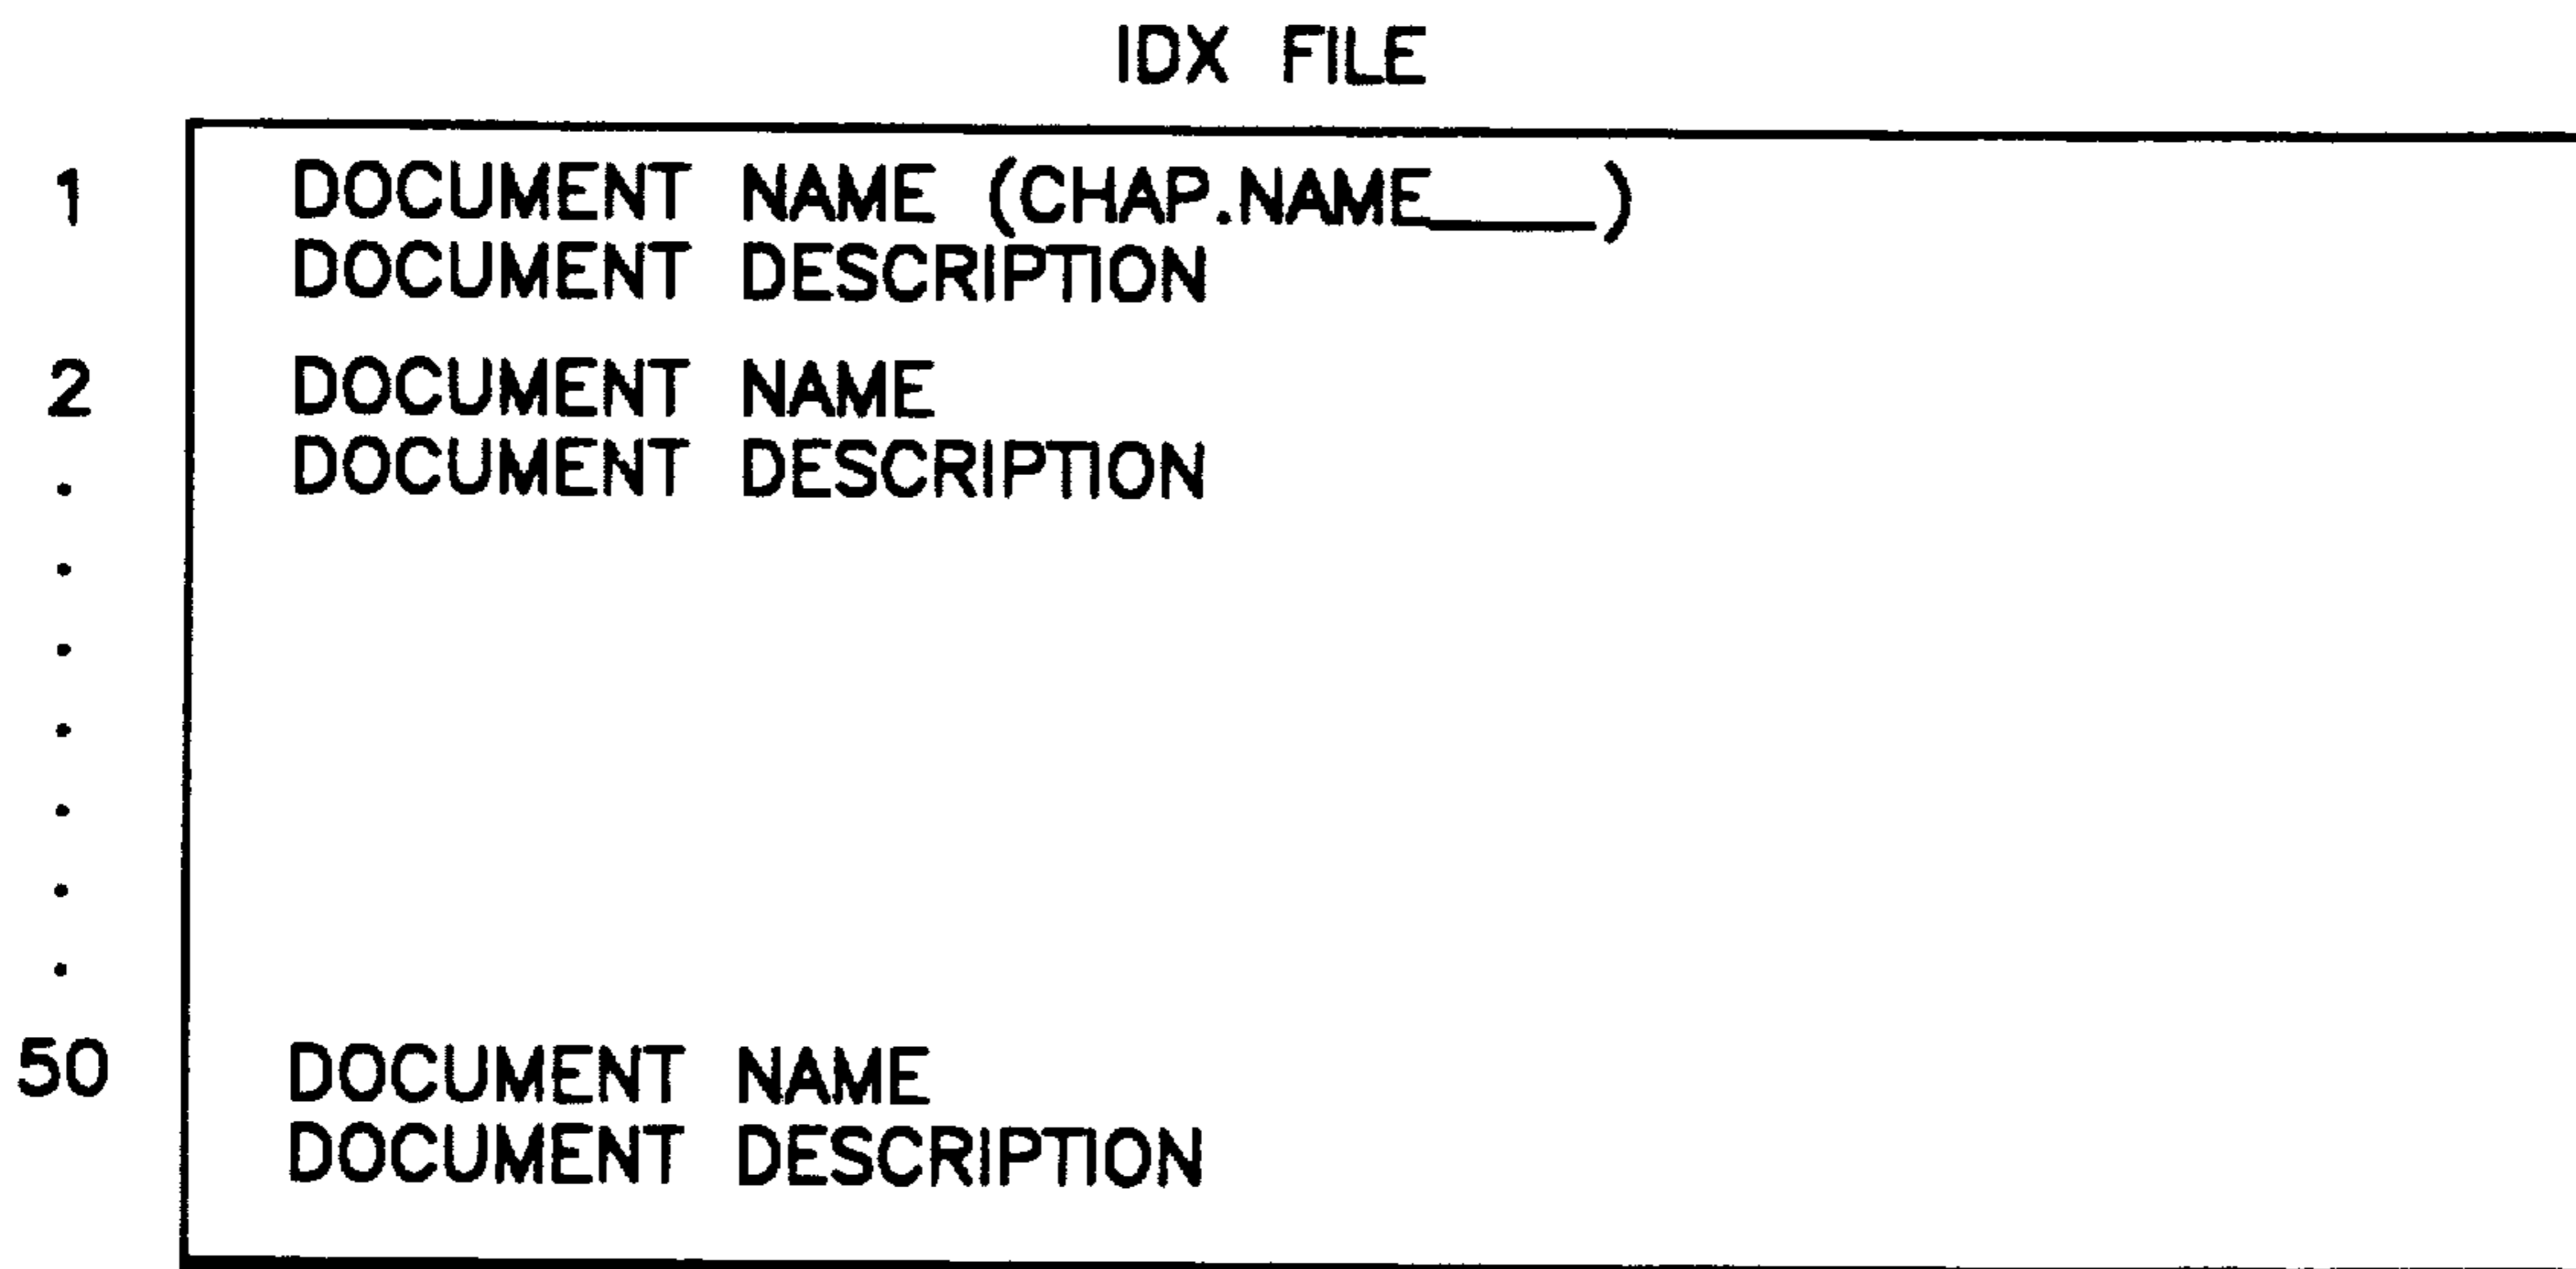 IDX FILE
1 DOCUMENT NAME (CHAP.NAME____)
DOCUMENT DESCRIPTION
2 DOCUMENT NAME
. DOCUMENT DESCRIPTION
.
.
.
.
.
.
50 DOCUMENT NAME
DOCUMENT DESCRIPTION